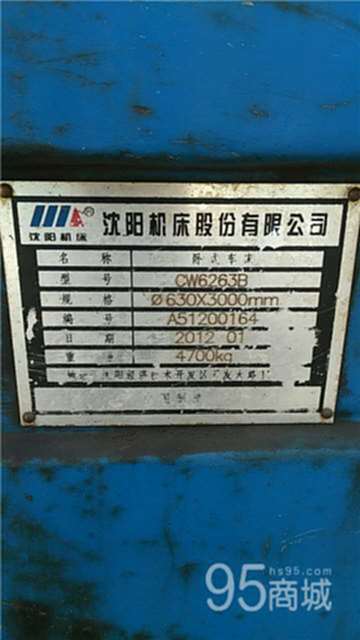 沈阳机床
® 沈阳机床股份有限公司
名 称 卧式车床
型 号 CW6263B
规 格 Ø630X3000mm
编 号 A51200164
日 期 2012 01
重 4700kg
hs95.com
95商城